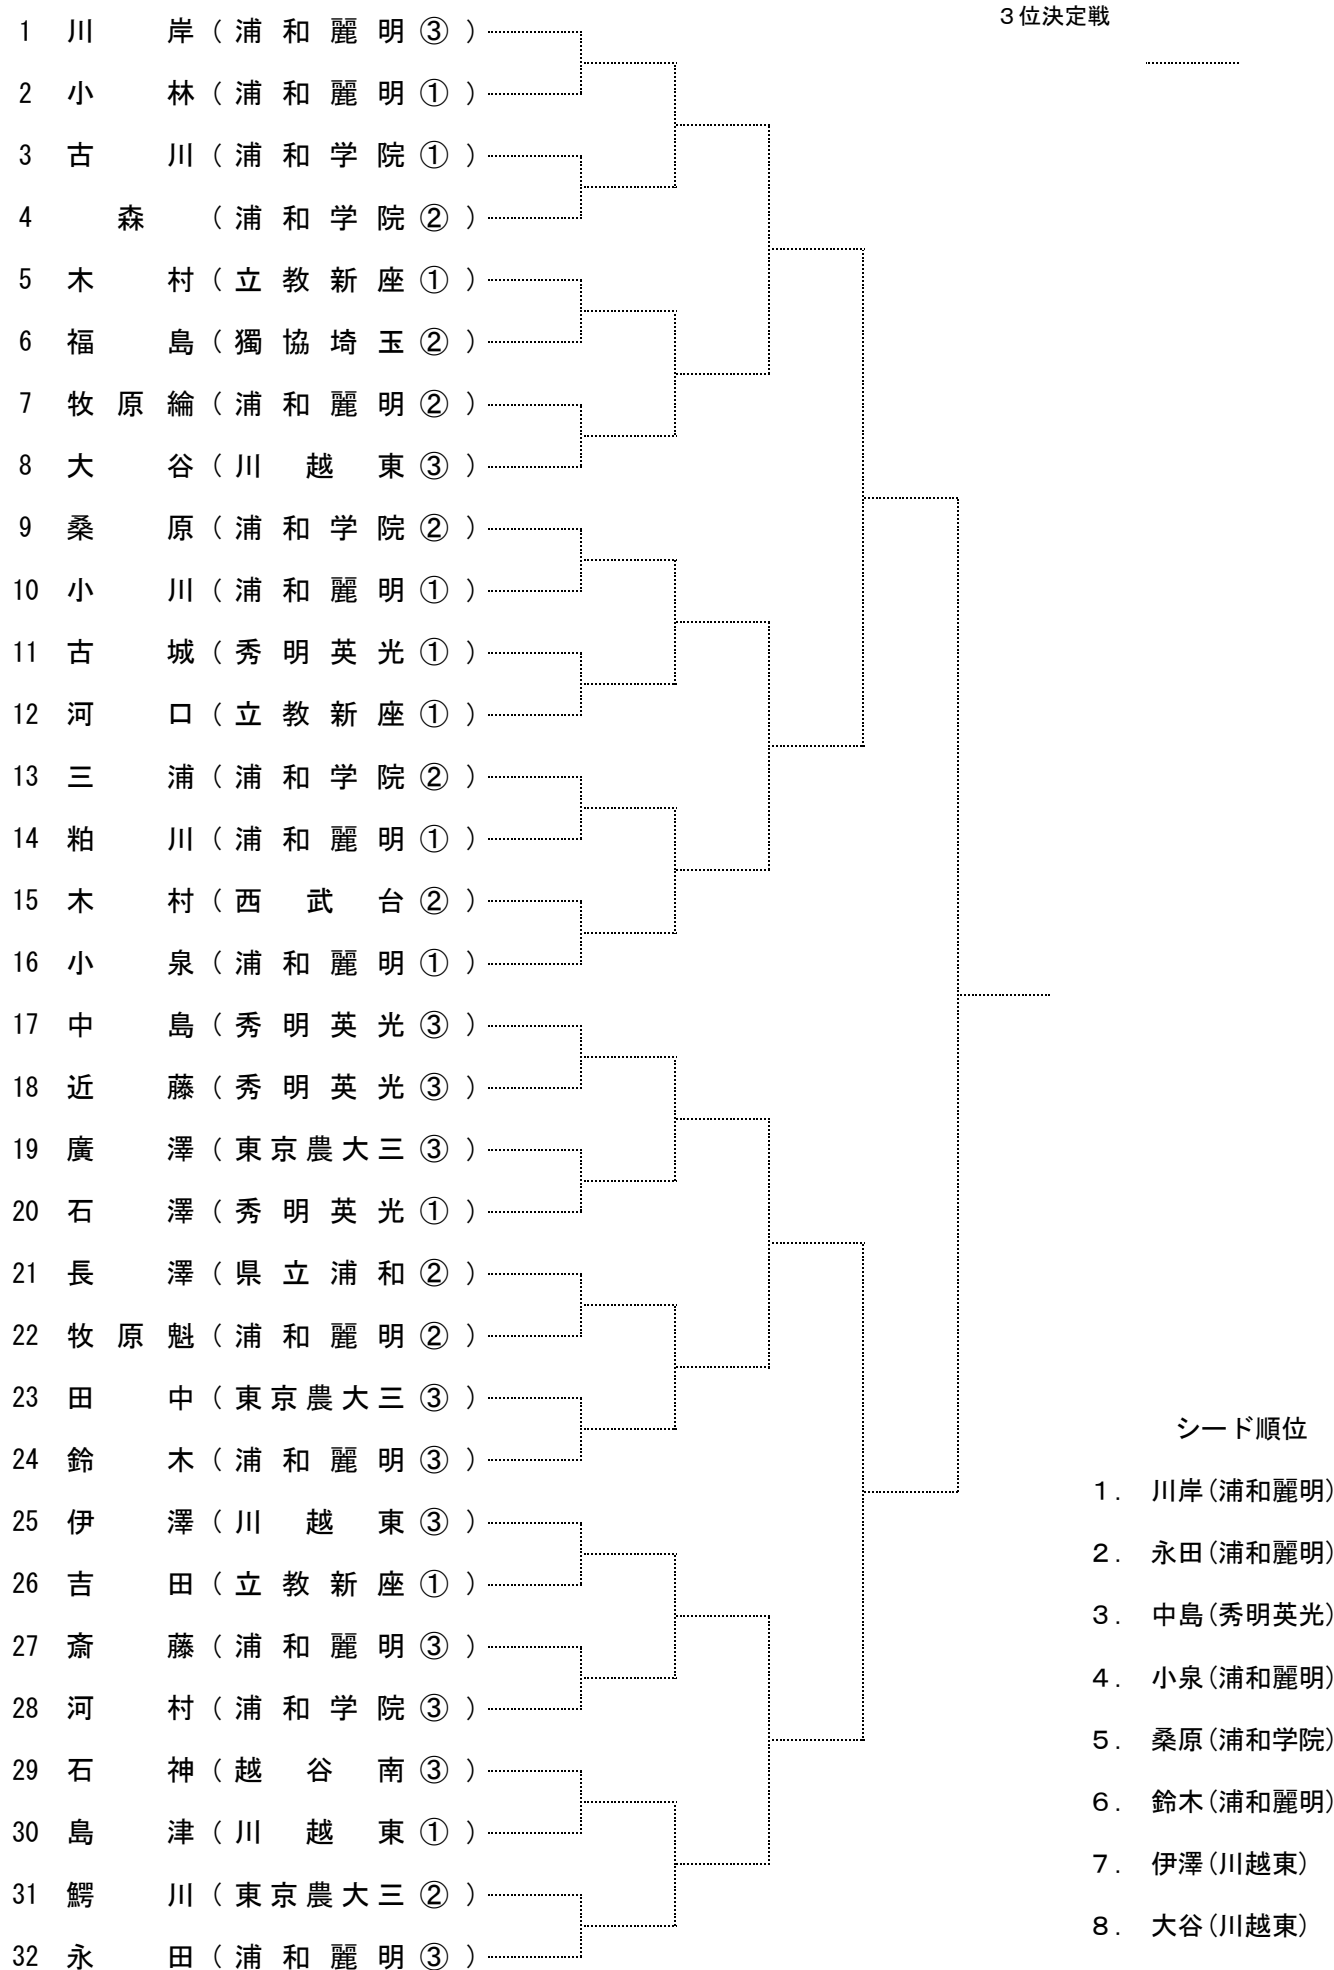 ３位決定戦
1 川岸（浦和麗明③）
2 小林（浦和麗明①）
3 古川（浦和学院①）
4 森（浦和学院②）
5 木村（立教新座①）
6 福島（獨協埼玉②）
7 牧原綸（浦和麗明②）
8 大谷（川越東③）
9 桑原（浦和学院②）
10 小川（浦和麗明①）
11 古城（秀明英光①）
12 河口（立教新座①）
13 三浦（浦和学院②）
14 粕川（浦和麗明①）
15 木村（西武台②）
16 小泉（浦和麗明①）
17 中島（秀明英光③）
18 近藤（秀明英光③）
19 廣澤（東京農大三③）
20 石澤（秀明英光①）
21 長澤（県立浦和②）
22 牧原魁（浦和麗明②）
23 田中（東京農大三③）
24 鈴木（浦和麗明③）
25 伊澤（川越東③）
26 吉田（立教新座①）
27 斎藤（浦和麗明③）
28 河村（浦和学院③）
29 石神（越谷南③）
30 島津（川越東①）
31 鰐川（東京農大三②）
32 永田（浦和麗明③）
シード順位
１． 川岸(浦和麗明)
２． 永田(浦和麗明)
３． 中島(秀明英光)
４． 小泉(浦和麗明)
５． 桑原(浦和学院)
６． 鈴木(浦和麗明)
７． 伊澤(川越東)
８． 大谷(川越東)